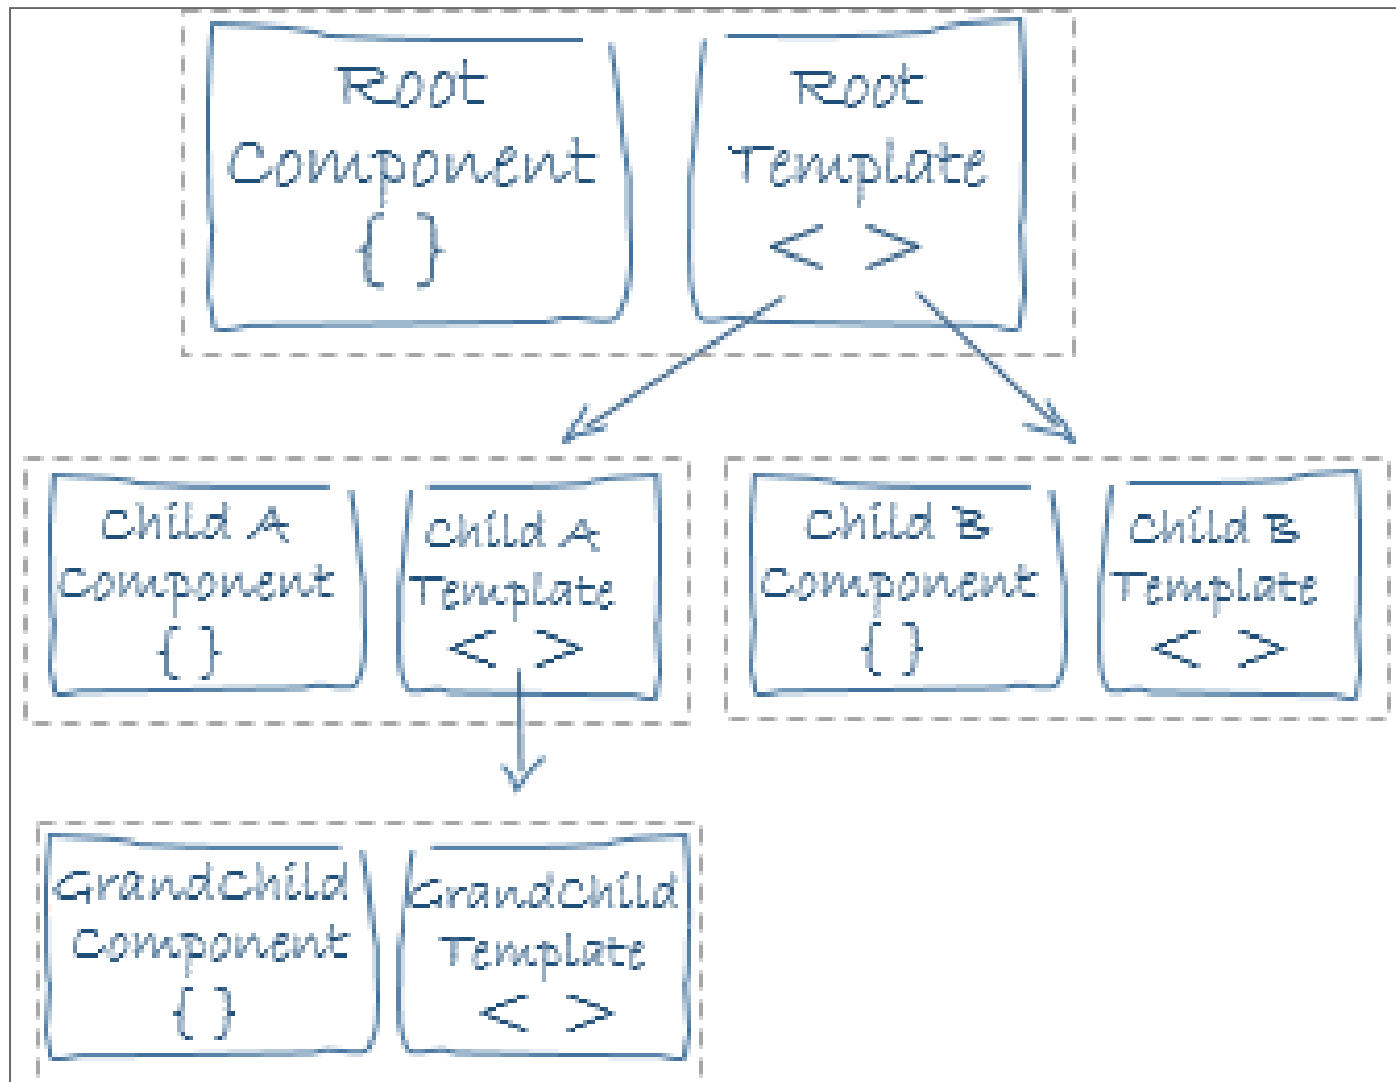 Root
Component
{ }
Root
Template
< >
Child A
Component
{ }
Child A
Template
< >
Child B
Component
{ }
Child B
Template
< >
GrandChild
Component
{ }
GrandChild
Template
< >